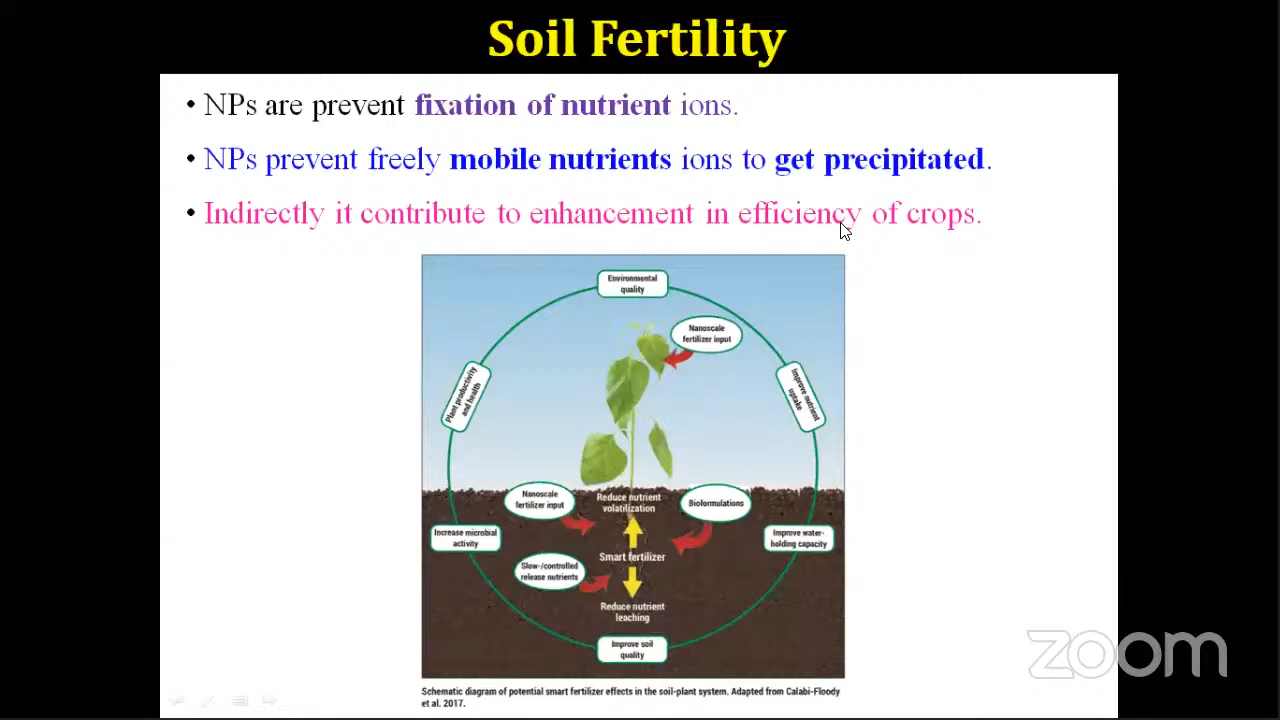 Soil Fertility
• NPs are prevent fixation of nutrient ions.
• NPs prevent freely mobile nutrients ions to get precipitated.
• Indirectly it contribute to enhancement in efficiency of crops.
Environmental
quality
Nanoscale
fertilizer input
Plant productivity
and health
Improve nutrient
uptake
Nanoscale
fertilizer input
Reduce nutrient
volatilization
Bioformulations
Increase microbial
activity
Improve water-
holding capacity
Smart fertilizer
Slow-/controlled
release nutrients
Reduce nutrient
leaching
Improve soil
quality
zoom
Schematic diagram of potential smart fertilizer effects in the soil-plant system. Adapted from Calabi-Floody
et al. 2017.